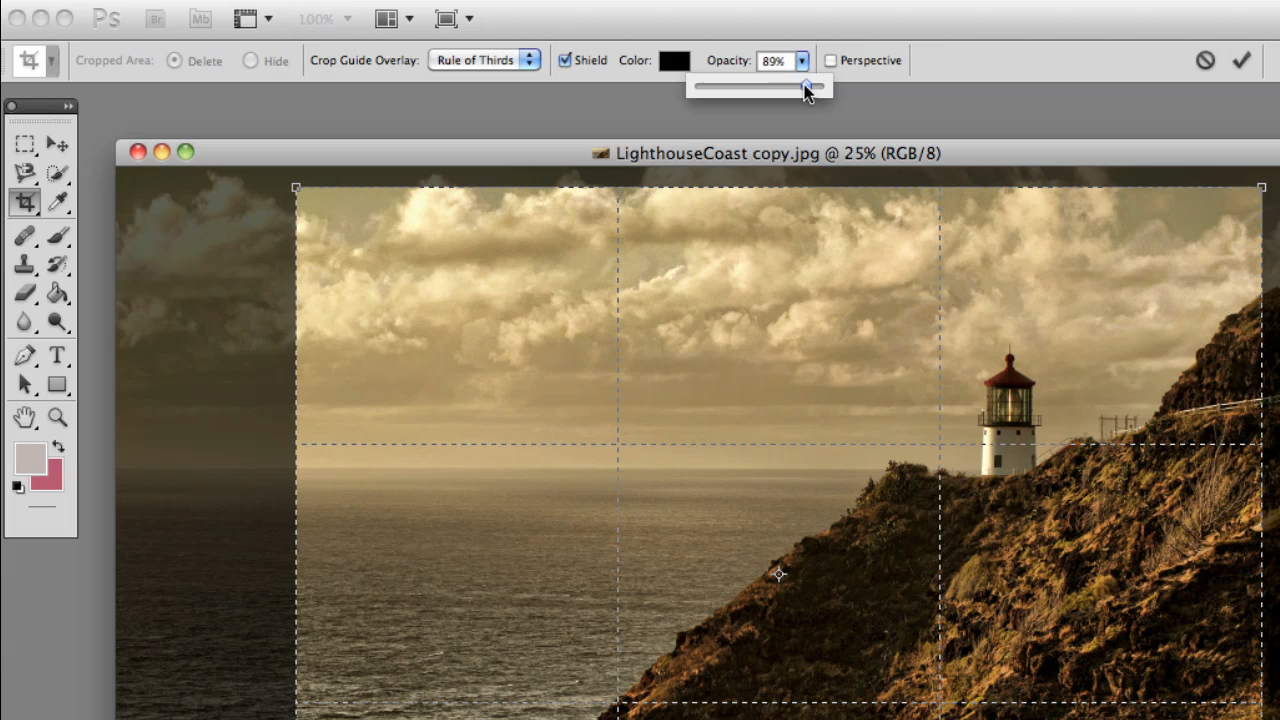 Ps Br Mb 100%
Cropped Area: Delete Hide Crop Guide Overlay: Rule of Thirds Shield Color: Opacity: 89% Perspective
LighthouseCoast copy.jpg @ 25% (RGB/8)
T